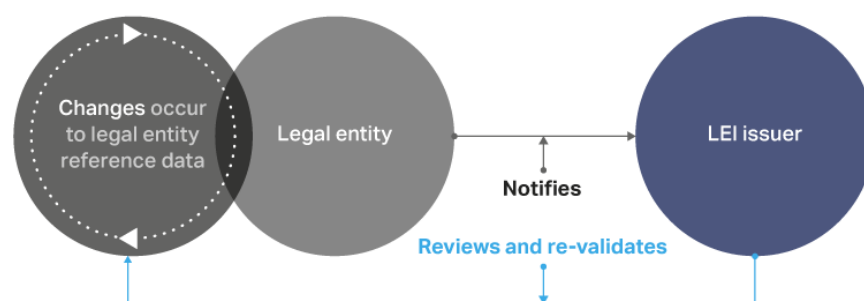 Changes occur
to legal entity
reference data
Legal entity
LEI issuer
Notifies
Reviews and re-validates